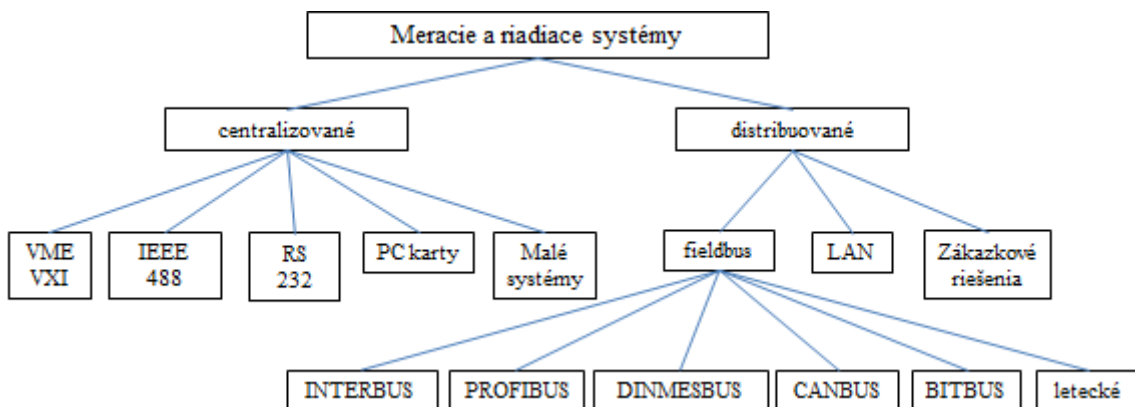 Meracie a riadiace systémy
centralizované
distribuované
VME
VXI
IEEE
488
RS
232
PC karty
Malé
systémy
fieldbus
LAN
Zákazkové
riešenia
INTERBUS
PROFIBUS
DINMESBUS
CANBUS
BITBUS
letecké